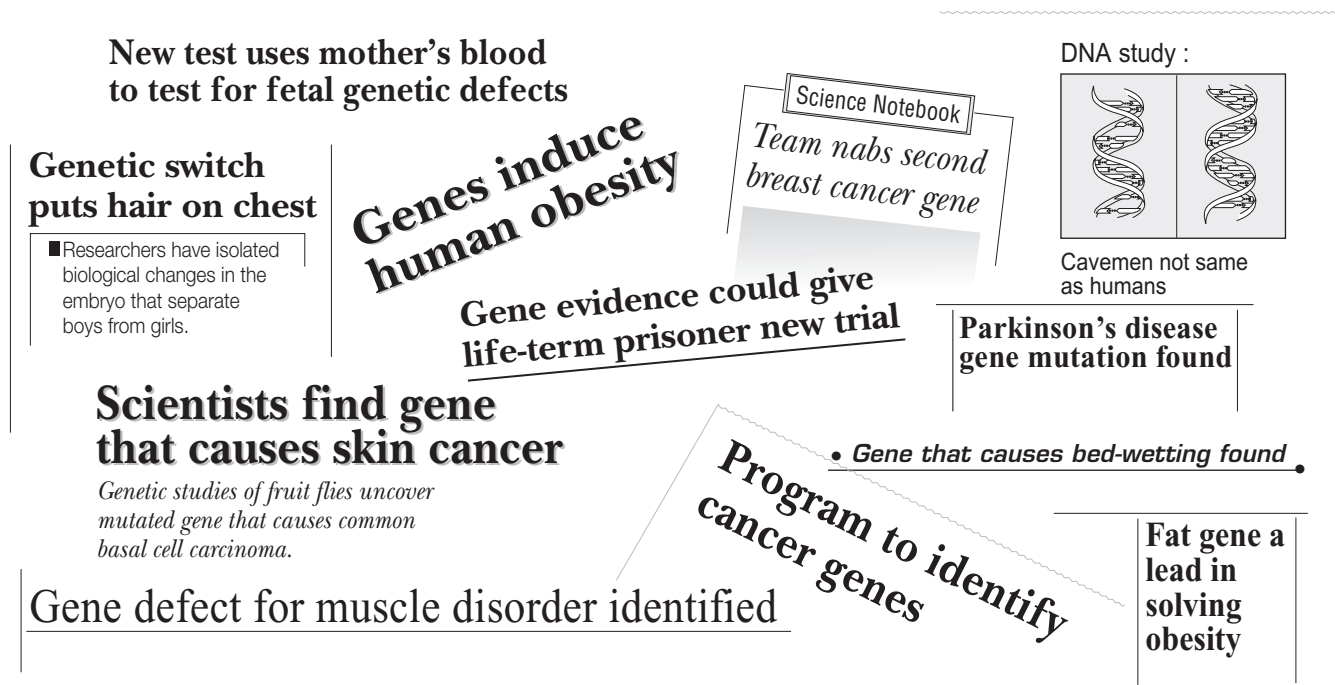 New test uses mother’s blood
to test for fetal genetic defects
Genetic switch
puts hair on chest
Researchers have isolated
biological changes in the
embryo that separate
boys from girls.
Genes induce
human obesity
Science Notebook
Team nabs second
breast cancer gene
DNA study :
Cavemen not same
as humans
Gene evidence could give
life-term prisoner new trial
Parkinson’s disease
gene mutation found
Scientists find gene
that causes skin cancer
Genetic studies of fruit flies uncover
mutated gene that causes common
basal cell carcinoma.
• Gene that causes bed-wetting found
Program to identify
cancer genes
Fat gene a
lead in
solving
obesity
Gene defect for muscle disorder identified